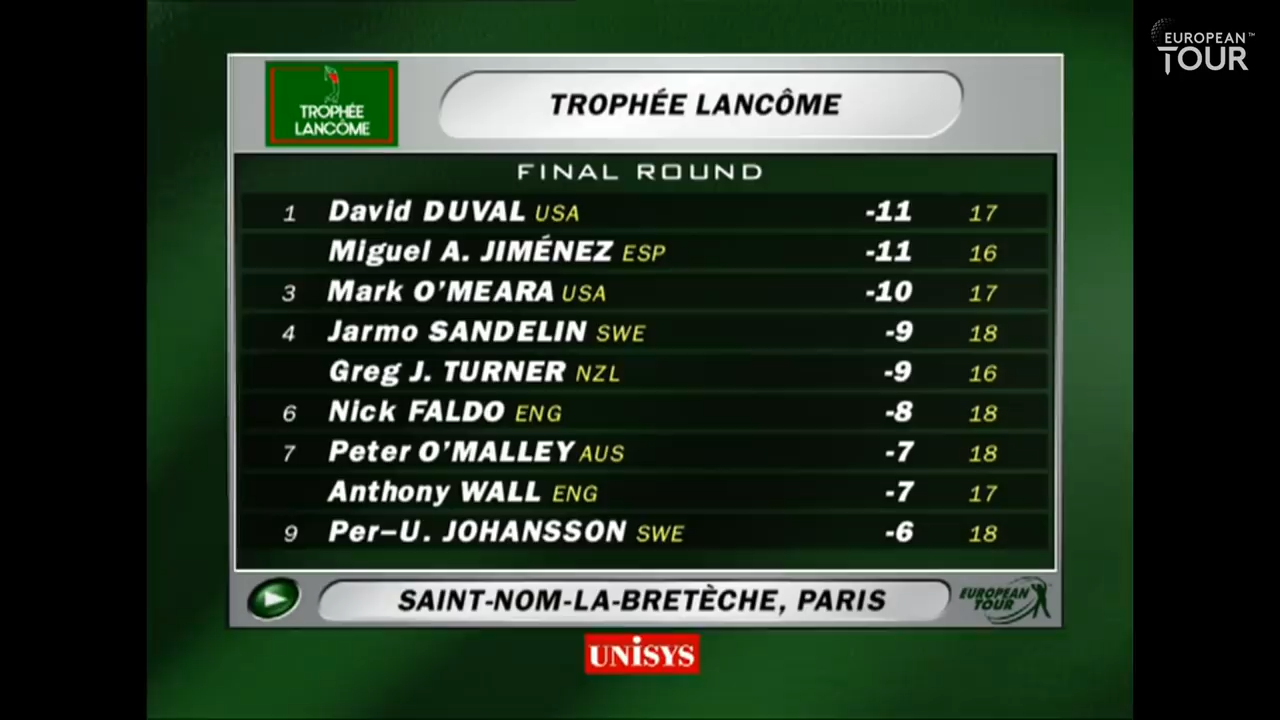 EUROPEAN™
TOUR
TROPHÉE
LANCÔME
TROPHÉE LANCÔME
FINAL ROUND
1 David DUVAL USA -11 17
Miguel A. JIMÉNEZ ESP -11 16
3 Mark O'MEARA USA -10 17
4 Jarmo SANDELIN SWE -9 18
Greg J. TURNER NZL -9 16
6 Nick FALDO ENG -8 18
7 Peter O'MALLEY AUS -7 18
Anthony WALL ENG -7 17
9 Per-U. JOHANSSON SWE -6 18
SAINT-NOM-LA-BRETÈCHE, PARIS
EUROPEAN
TOUR
UNiSYS